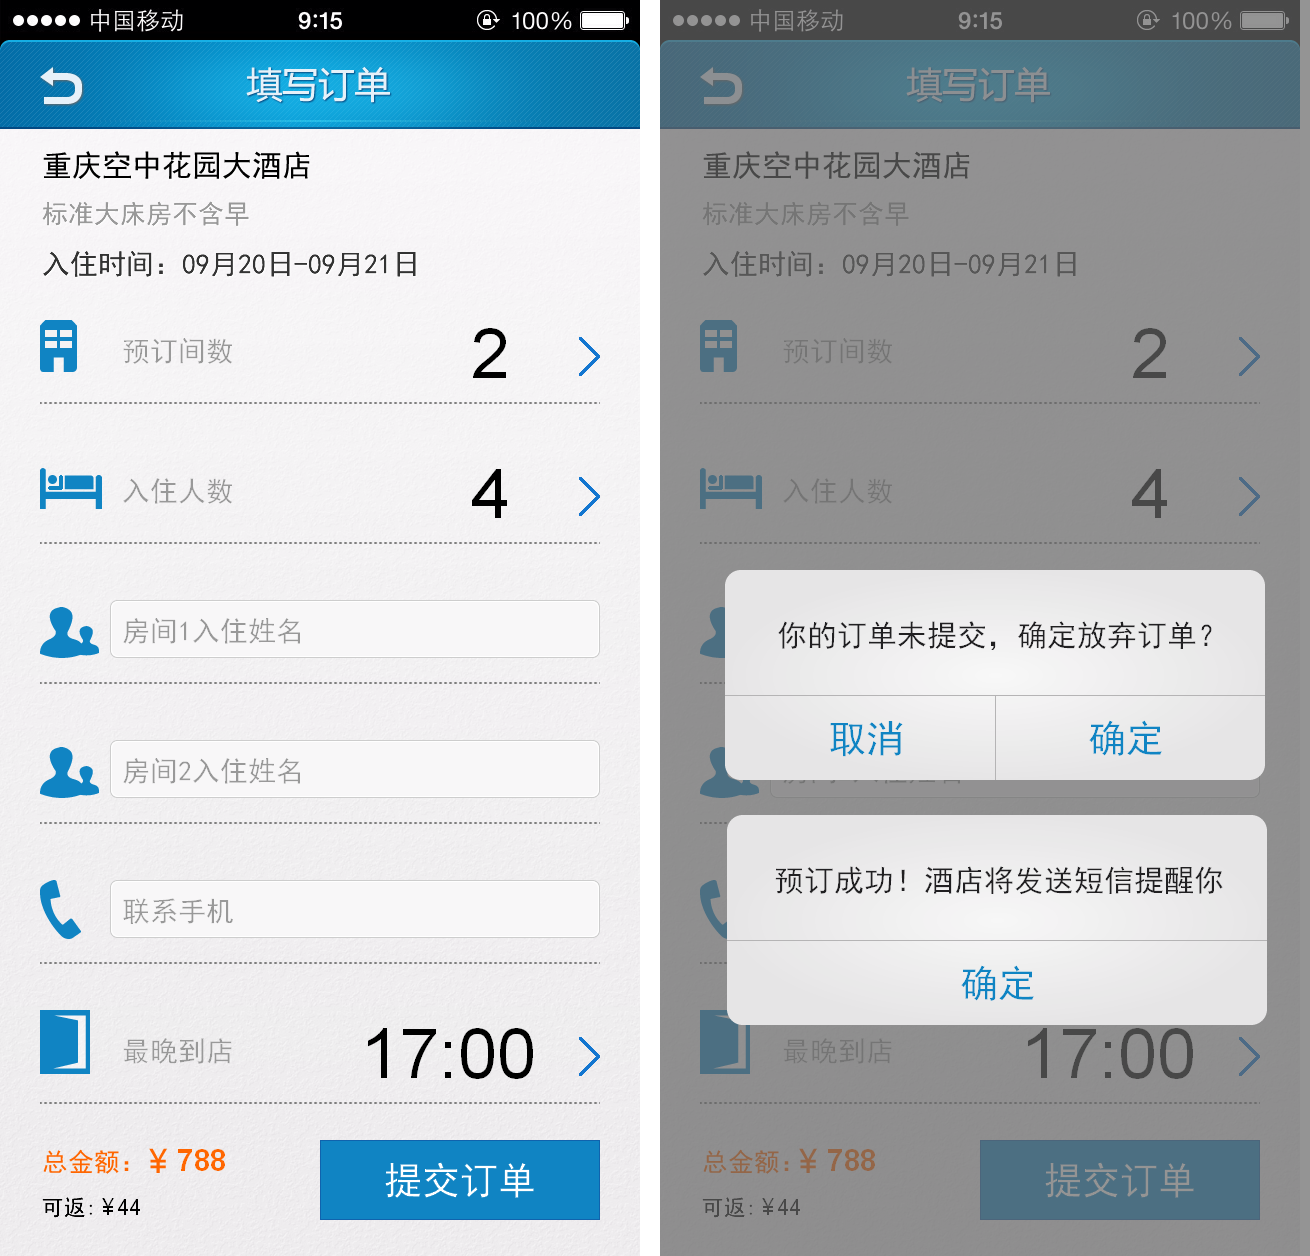 中国移动 9:15 100%
填写订单
重庆空中花园大酒店
标准大床房不含早
入住时间：09月20日-09月21日
预订间数 2
入住人数 4
房间1入住姓名
房间2入住姓名
联系手机
最晚到店 17:00
总金额：¥ 788
可返: ¥44
提交订单
中国移动 9:15 100%
填写订单
重庆空中花园大酒店
标准大床房不含早
入住时间：09月20日-09月21日
预订间数 2
入住人数 4
你的订单未提交，确定放弃订单？
取消 确定
预订成功！酒店将发送短信提醒你
确定
最晚到店 17:00
总金额：¥ 788
可返: ¥44
提交订单